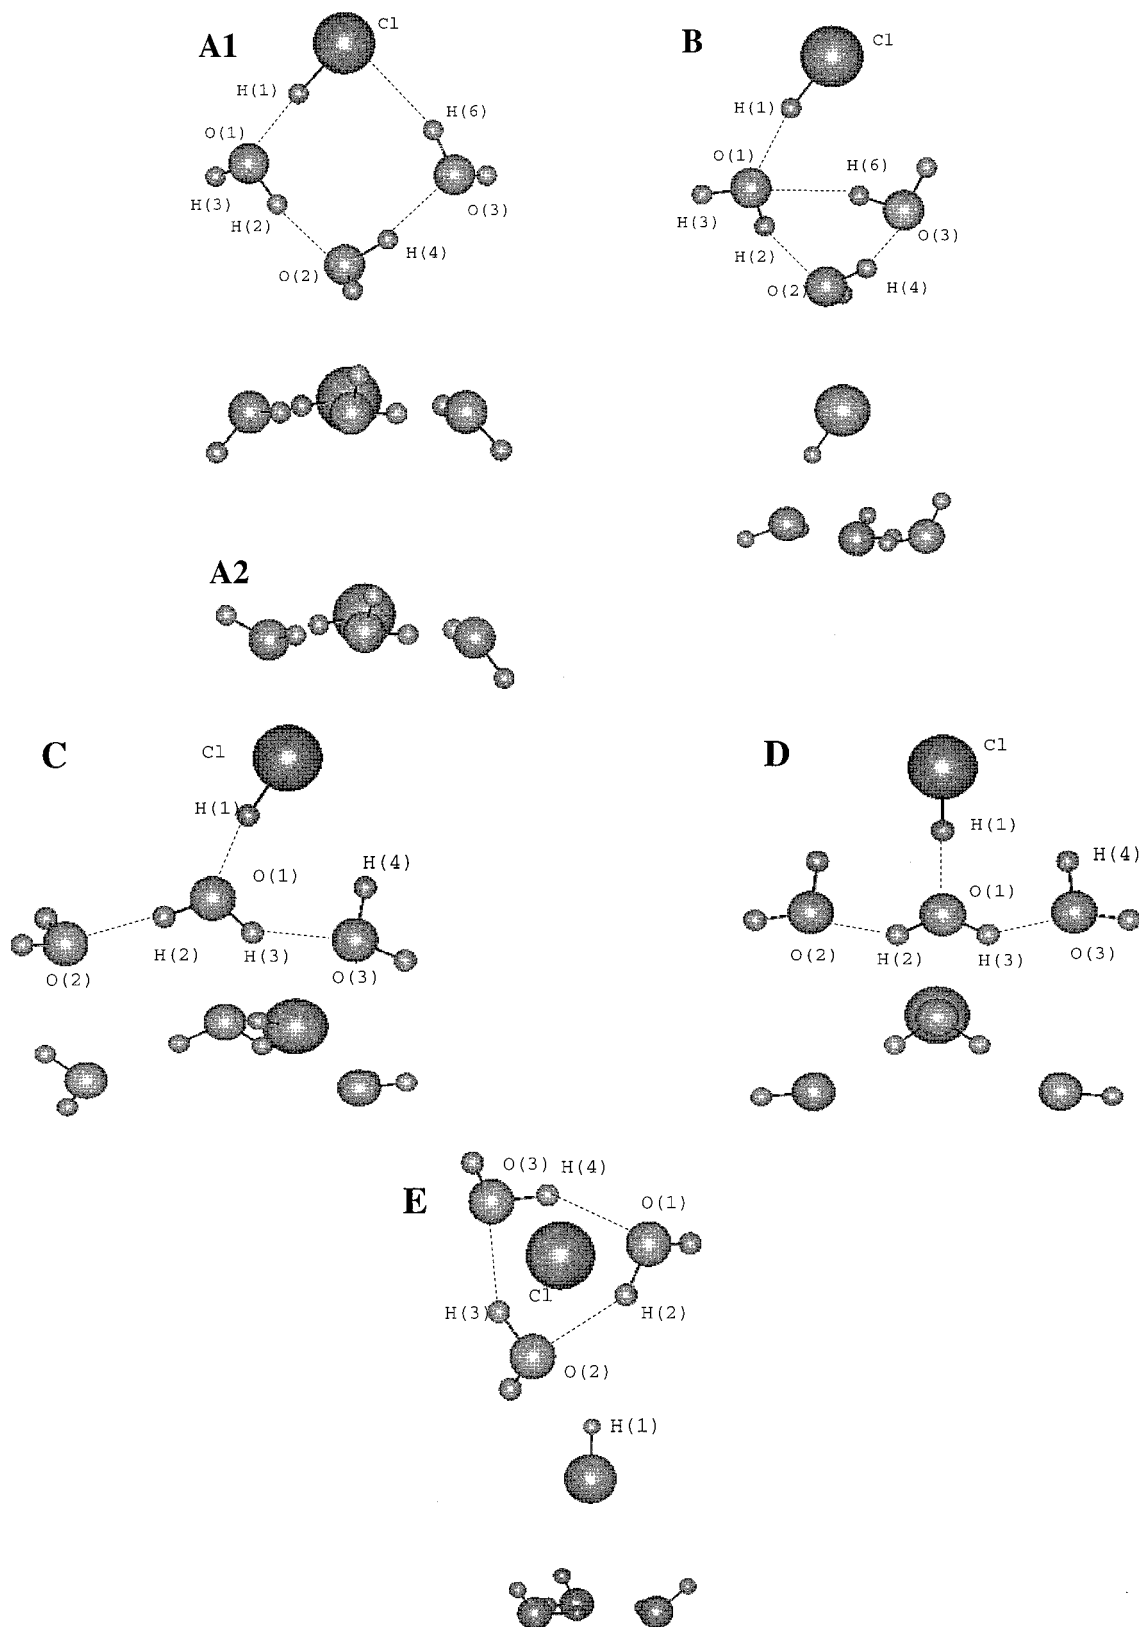 A1
Cl
H(1)
H(6)
O(1)
H(3)
H(2)
O(3)
O(2)
H(4)
B
Cl
H(1)
O(1)
H(6)
H(3)
O(3)
H(2)
O(2)
H(4)
A2
C
Cl
H(1)
H(4)
O(1)
H(2)
H(3)
O(2)
O(3)
D
Cl
H(1)
H(4)
O(1)
O(2)
H(2)
H(3)
O(3)
E
O(3)
H(4)
O(1)
Cl
H(3)
H(2)
O(2)
H(1)